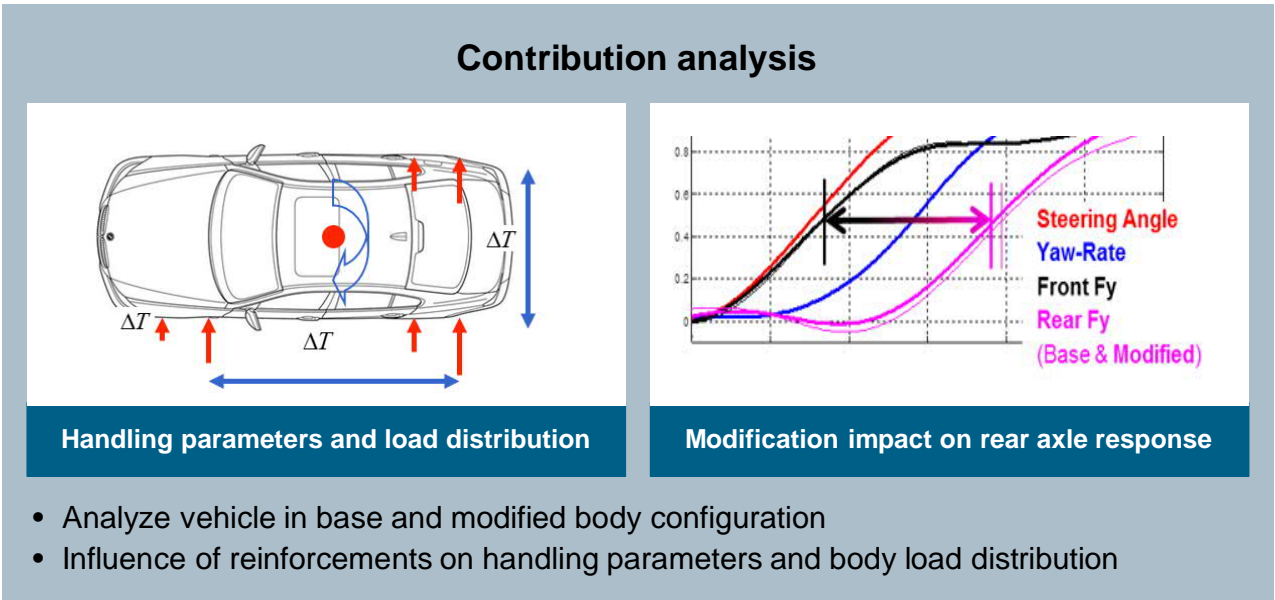 Contribution analysis
ΔT
ΔT
ΔT
Handling parameters and load distribution
0.8
0.6
0.4
0.2
0
Steering Angle
Yaw-Rate
Front Fy
Rear Fy
(Base & Modified)
Modification impact on rear axle response
• Analyze vehicle in base and modified body configuration
• Influence of reinforcements on handling parameters and body load distribution